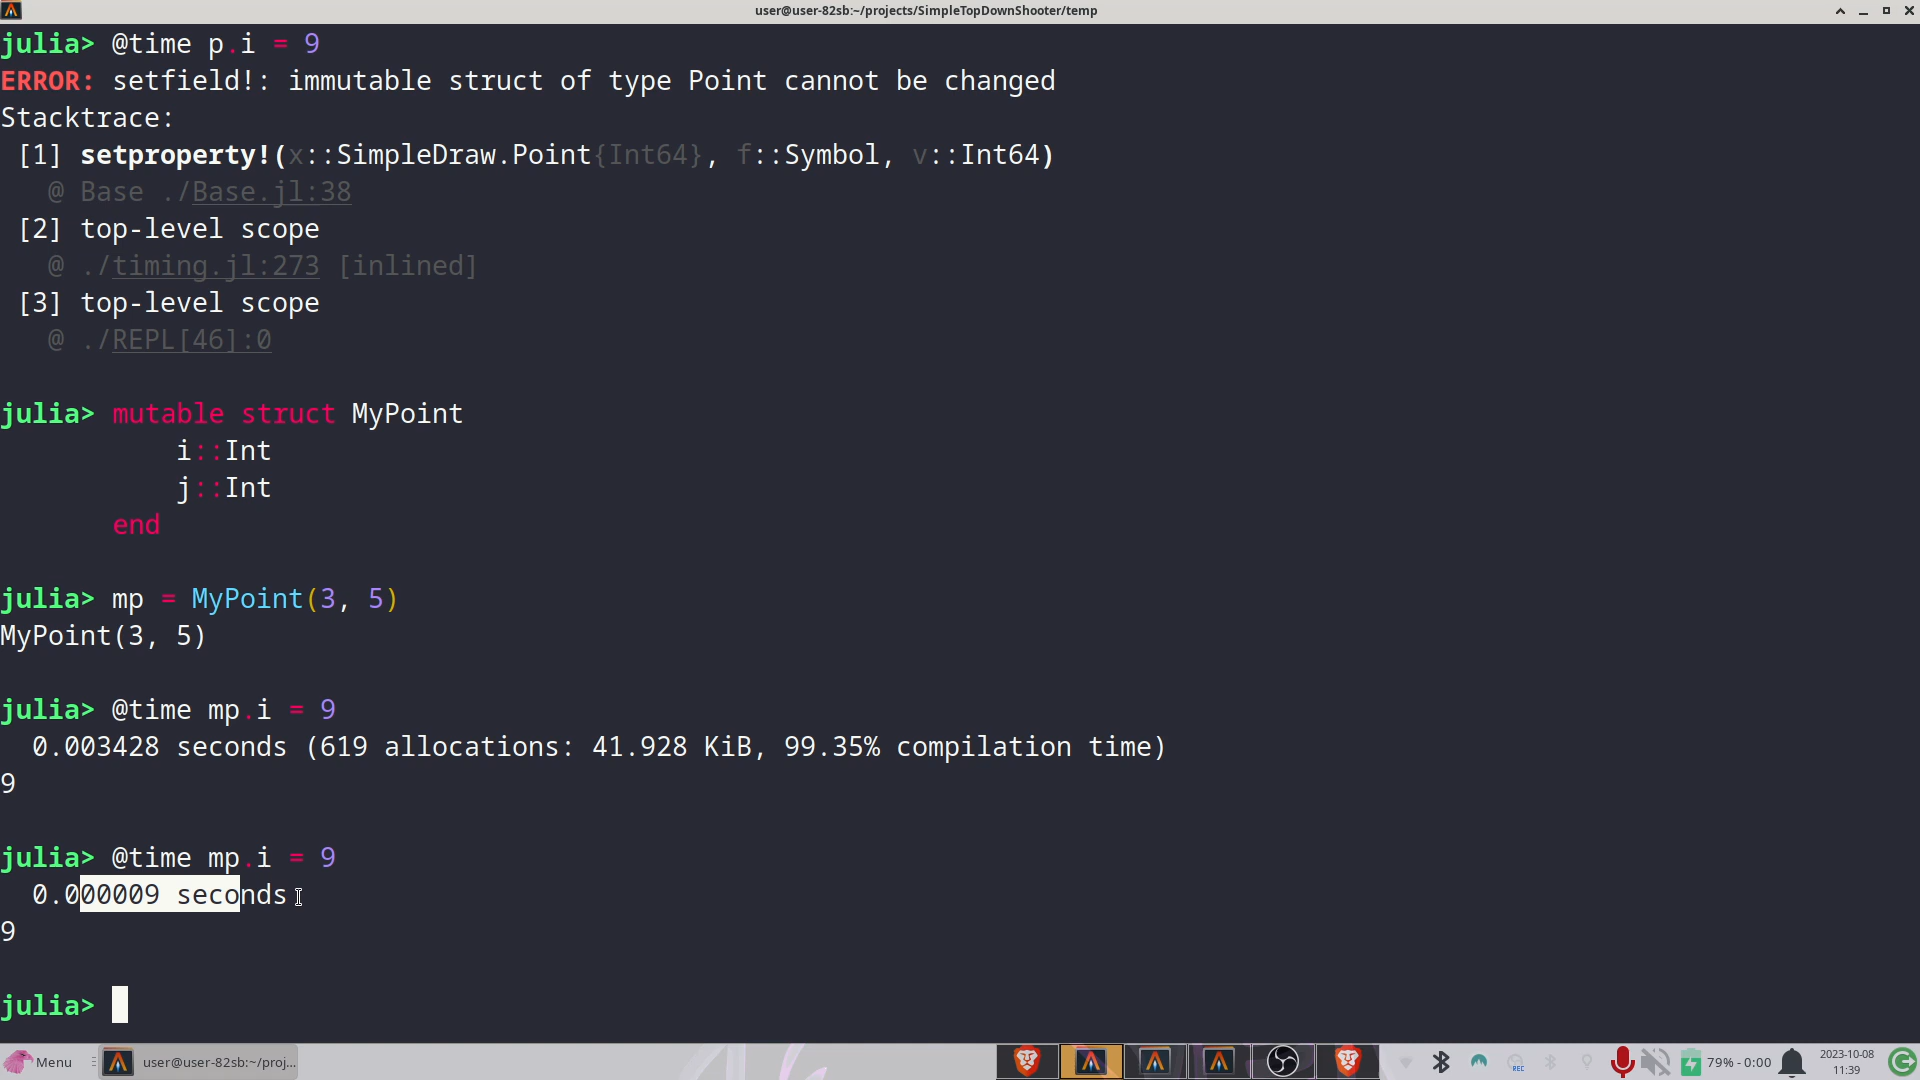 user@user-82sb:~/projects/SimpleTopDownShooter/temp
julia> @time p.i = 9
ERROR: setfield!: immutable struct of type Point cannot be changed
Stacktrace:
[1] setproperty!(x::SimpleDraw.Point{Int64}, f::Symbol, v::Int64)
@ Base ./Base.jl:38
[2] top-level scope
@ ./timing.jl:273 [inlined]
[3] top-level scope
@ ./REPL[46]:0
julia> mutable struct MyPoint
i::Int
j::Int
end
julia> mp = MyPoint(3, 5)
MyPoint(3, 5)
julia> @time mp.i = 9
0.003428 seconds (619 allocations: 41.928 KiB, 99.35% compilation time)
9
julia> @time mp.i = 9
0.000009 seconds
9
julia>
Menu
user@user-82sb:~/proj...
REC
79% - 0:00
2023-10-08
11:39